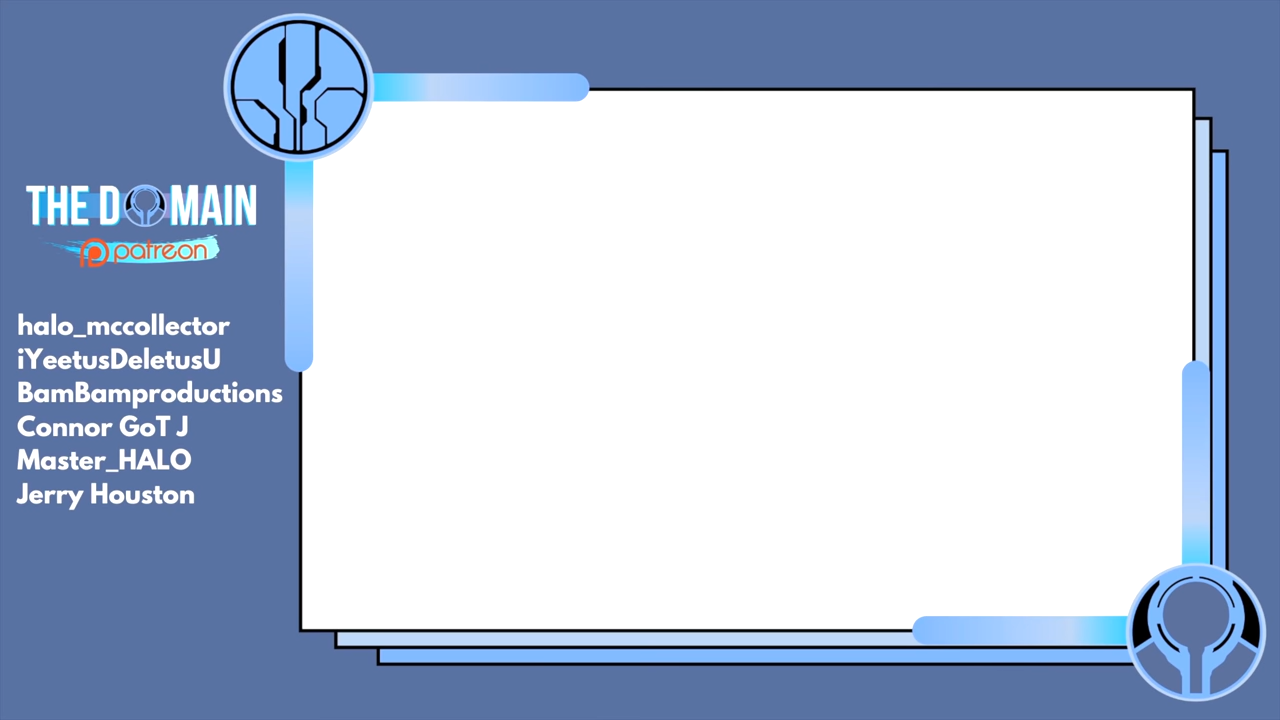 THE DOMAIN
patreon
halo_mccollector
iYeetusDeletusU
BamBamproductions
Connor GoT J
Master_HALO
Jerry Houston